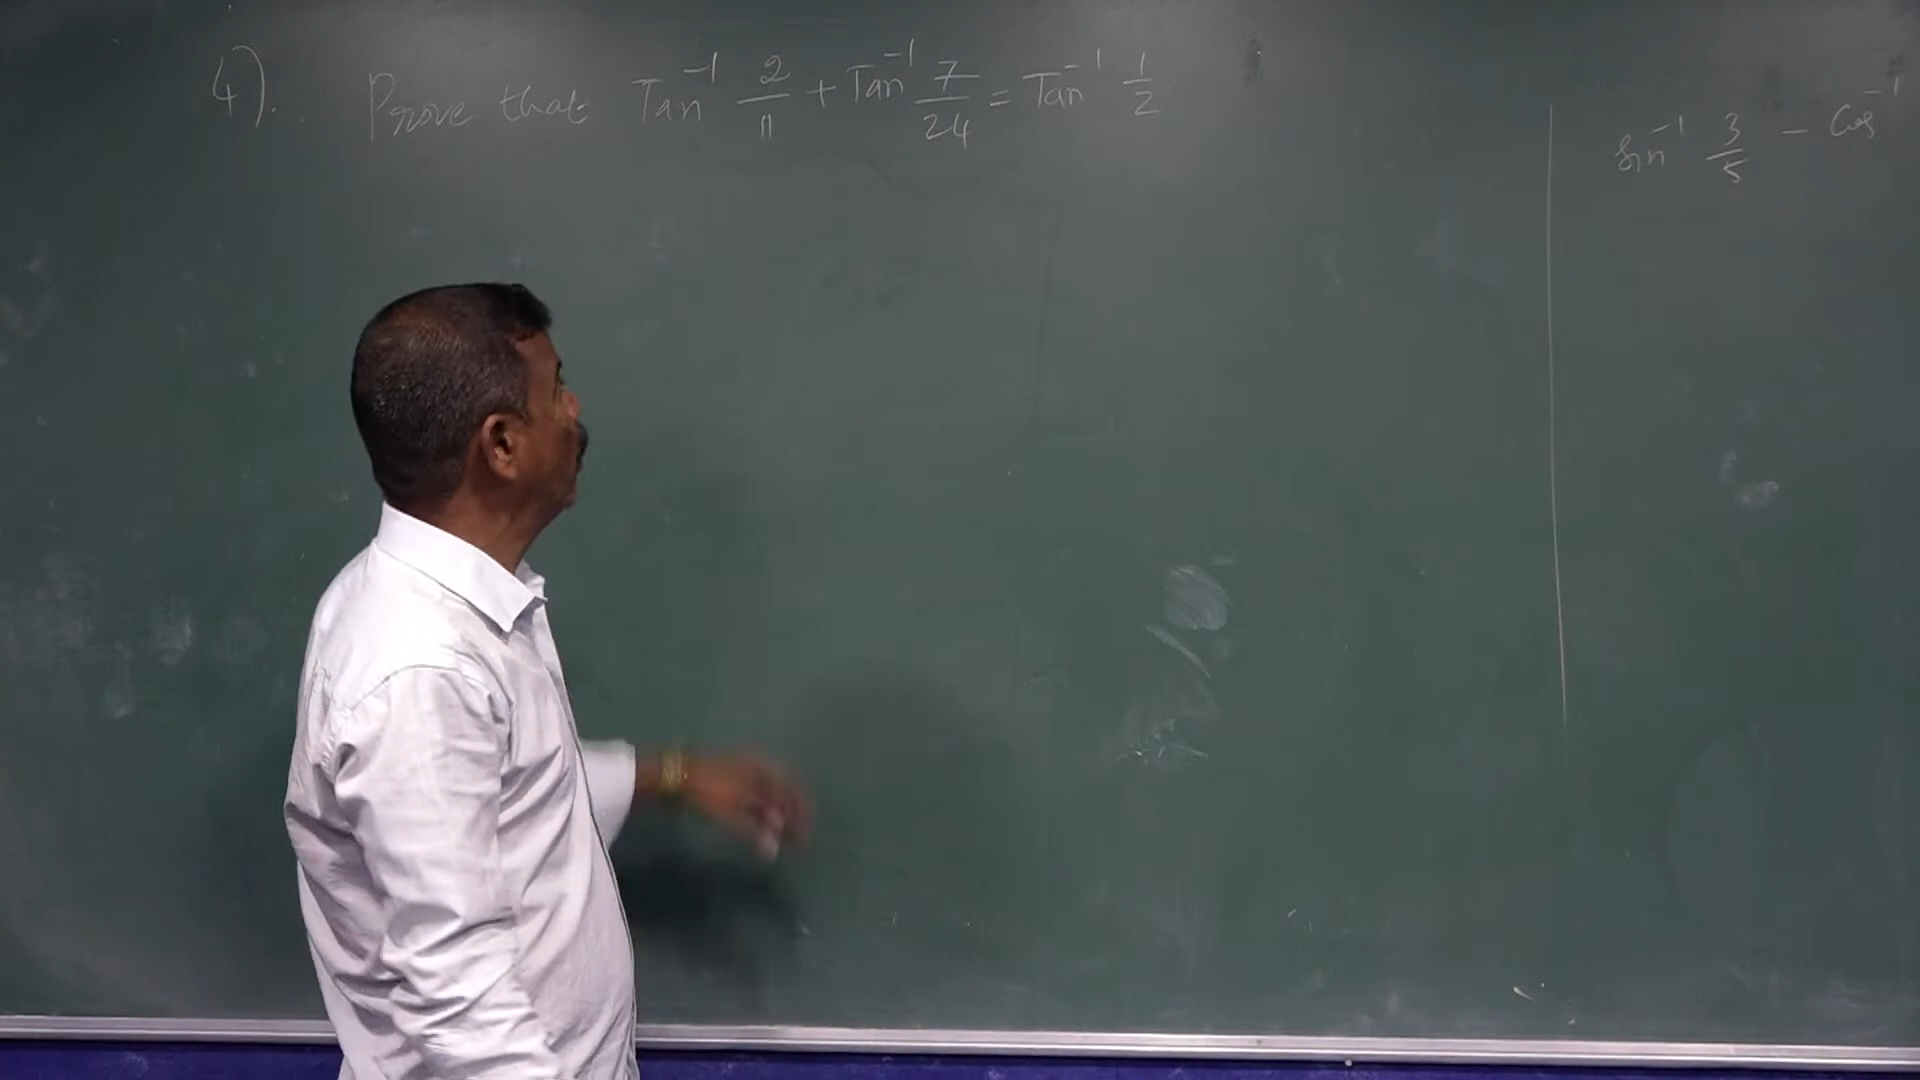 4). Prove that Tan⁻¹ 2/11 + Tan⁻¹ 7/24 = Tan⁻¹ 1/2
Sin⁻¹ 3/5 - Cos⁻¹